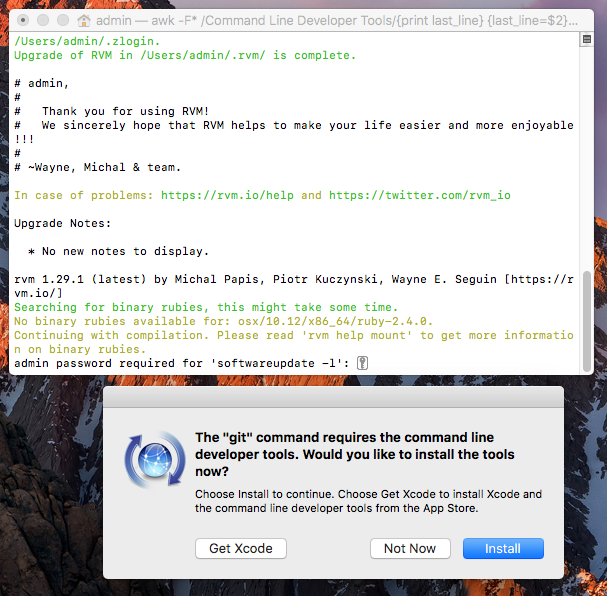 admin — awk -F* /Command Line Developer Tools/{print last_line} {last_line=$2}...
/Users/admin/.zlogin.
Upgrade of RVM in /Users/admin/.rvm/ is complete.
# admin,
#
#   Thank you for using RVM!
#   We sincerely hope that RVM helps to make your life easier and more enjoyable
!!!
#
# ~Wayne, Michal & team.
In case of problems: https://rvm.io/help and https://twitter.com/rvm_io
Upgrade Notes:
  * No new notes to display.
rvm 1.29.1 (latest) by Michal Papis, Piotr Kuczynski, Wayne E. Seguin [https://r
vm.io/]
Searching for binary rubies, this might take some time.
No binary rubies available for: osx/10.12/x86_64/ruby-2.4.0.
Continuing with compilation. Please read 'rvm help mount' to get more informatio
n on binary rubies.
admin password required for 'softwareupdate -l':
The "git" command requires the command line
developer tools. Would you like to install the tools
now?
Choose Install to continue. Choose Get Xcode to install Xcode and
the command line developer tools from the App Store.
Get Xcode
Not Now
Install